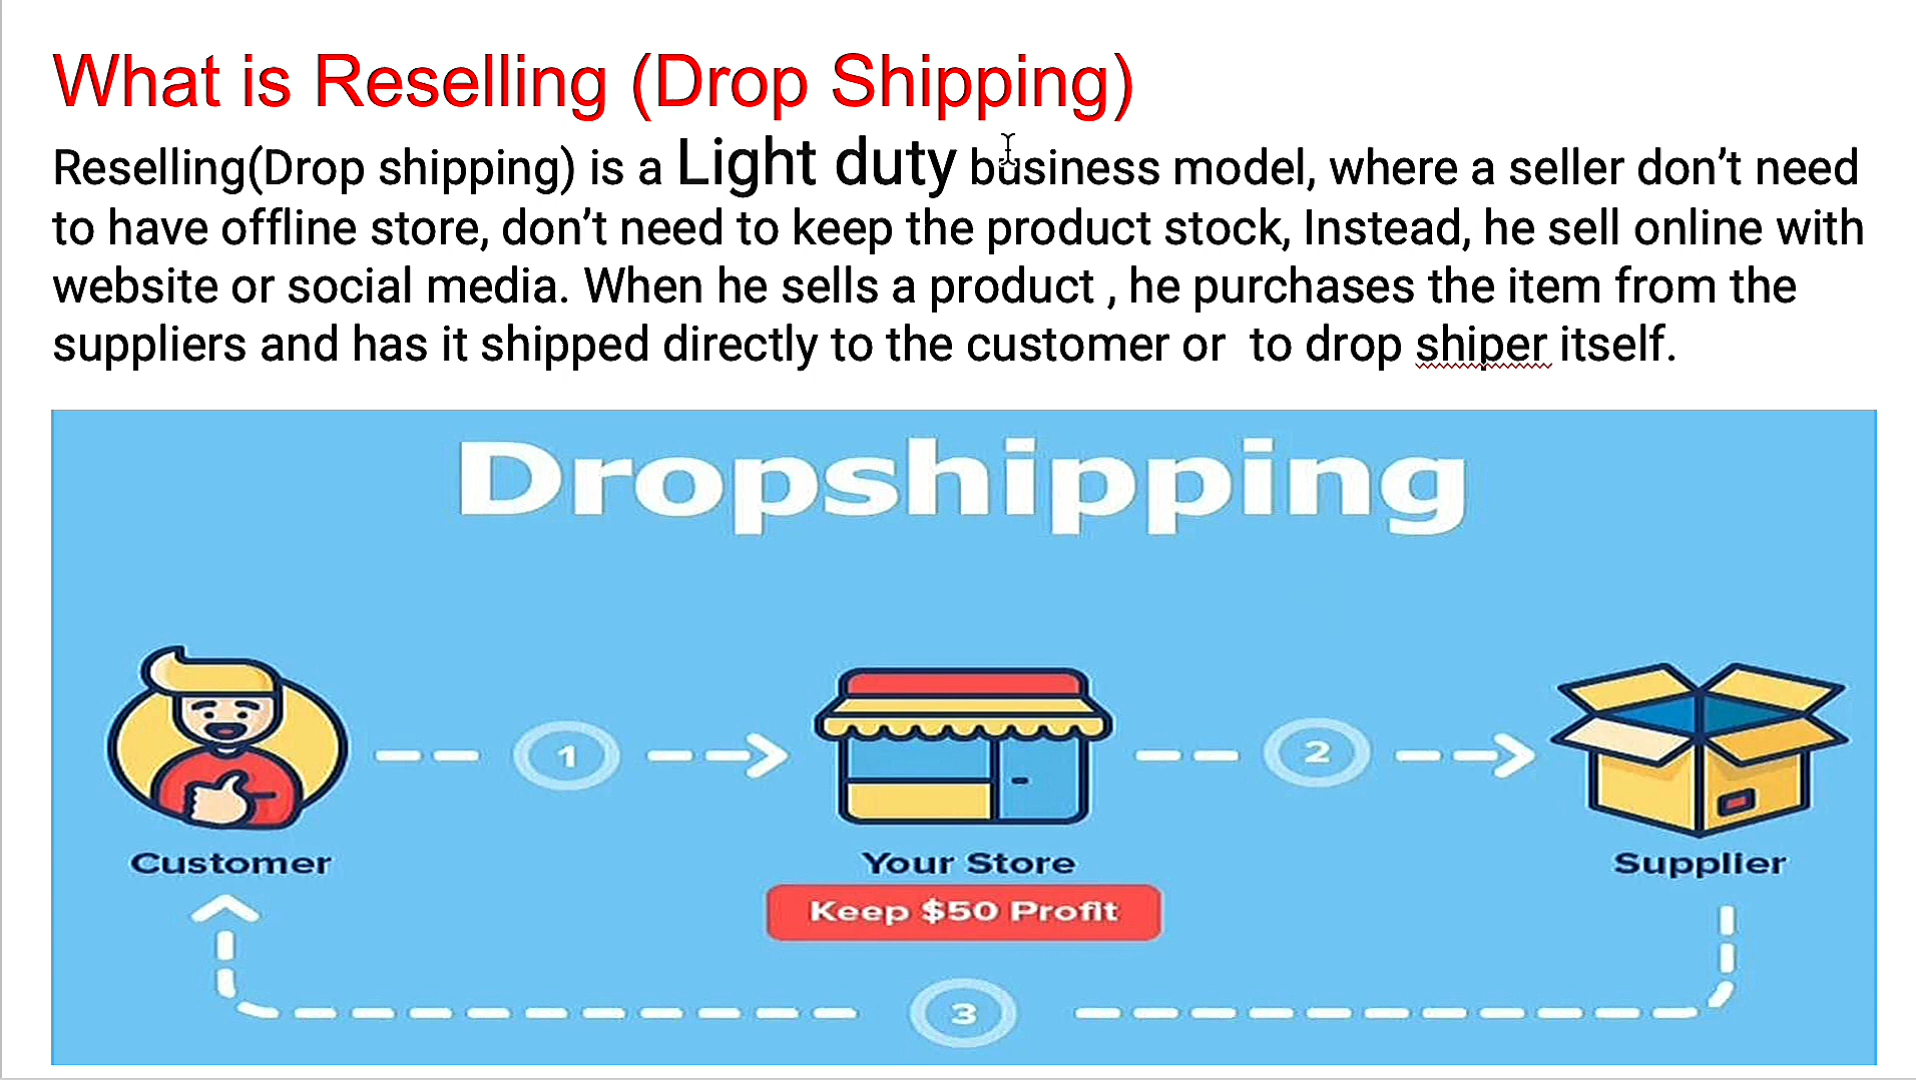 What is Reselling (Drop Shipping)
Reselling(Drop shipping) is a Light duty business model, where a seller don’t need
to have offline store, don’t need to keep the product stock, Instead, he sell online with
website or social media. When he sells a product , he purchases the item from the
suppliers and has it shipped directly to the customer or  to drop shiper itself.
Dropshipping
1
2
Customer
Your Store
Supplier
Keep $50 Profit
3